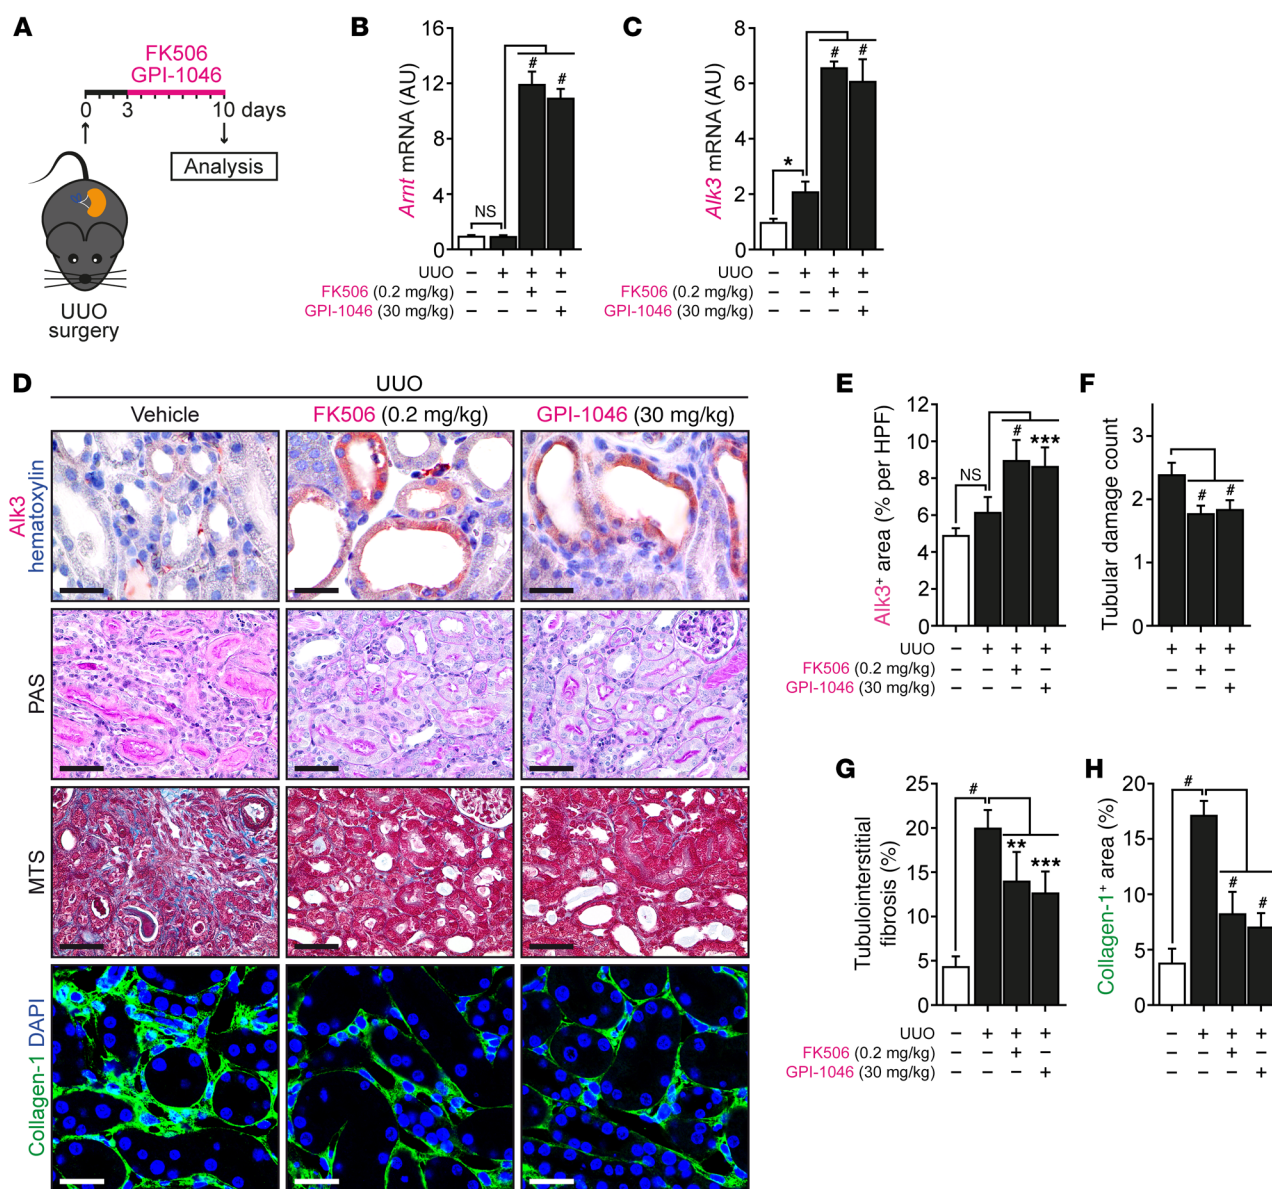 A
FK506
GPI-1046
0 3 10 days
Analysis
UUO
surgery
B
Arnt mRNA (AU)
16
12
8
4
0
NS
#
#
UUO − + + +
FK506 (0.2 mg/kg) − − + −
GPI-1046 (30 mg/kg) − − − +
C
Alk3 mRNA (AU)
8
6
4
2
0
*
#
#
UUO − + + +
FK506 (0.2 mg/kg) − − + −
GPI-1046 (30 mg/kg) − − − +
D
UUO
Vehicle FK506 (0.2 mg/kg) GPI-1046 (30 mg/kg)
Alk3
hematoxylin
PAS
MTS
Collagen-1 DAPI
E
Alk3+ area (% per HPF)
12
10
8
6
4
2
0
NS
#
***
UUO − + + +
FK506 (0.2 mg/kg) − − + −
GPI-1046 (30 mg/kg) − − − +
F
Tubular damage count
3
2
1
0
#
#
+ + +
− + −
− − +
G
Tubulointerstitial
fibrosis (%)
25
20
15
10
5
0
#
**
***
UUO − + + +
FK506 (0.2 mg/kg) − − + −
GPI-1046 (30 mg/kg) − − − +
H
Collagen-1+ area (%)
20
15
10
5
0
#
#
#
− + + +
− − + −
− − − +